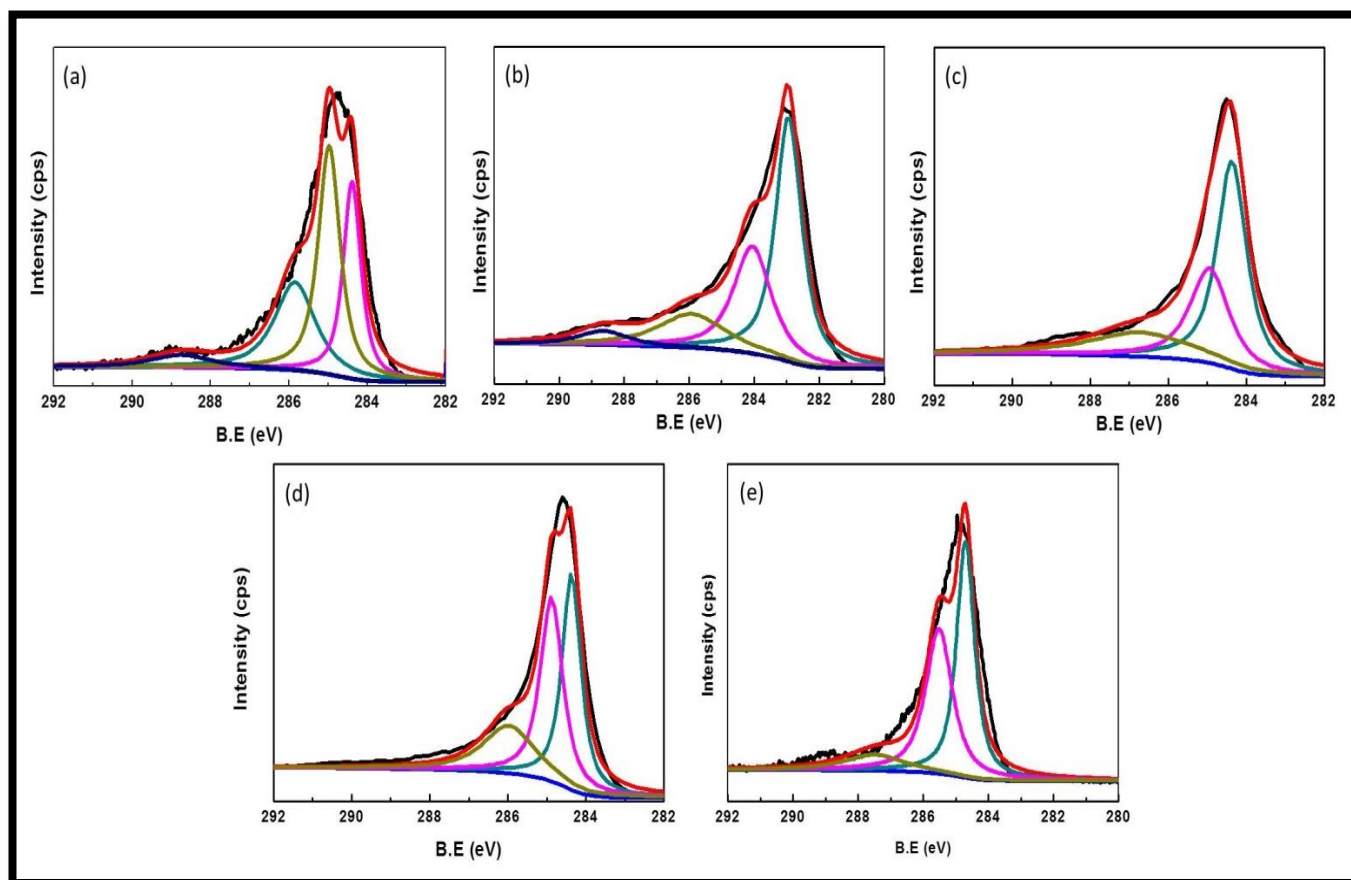 (a)
Intensity (cps)
292 290 288 286 284 282
B.E (eV)
(b)
Intensity (cps)
292 290 288 286 284 282 280
B.E (eV)
(c)
Intensity (cps)
292 290 288 286 284 282
B.E (eV)
(d)
Intensity (cps)
292 290 288 286 284 282
B.E (eV)
(e)
Intensity (cps)
292 290 288 286 284 282 280
B.E (eV)